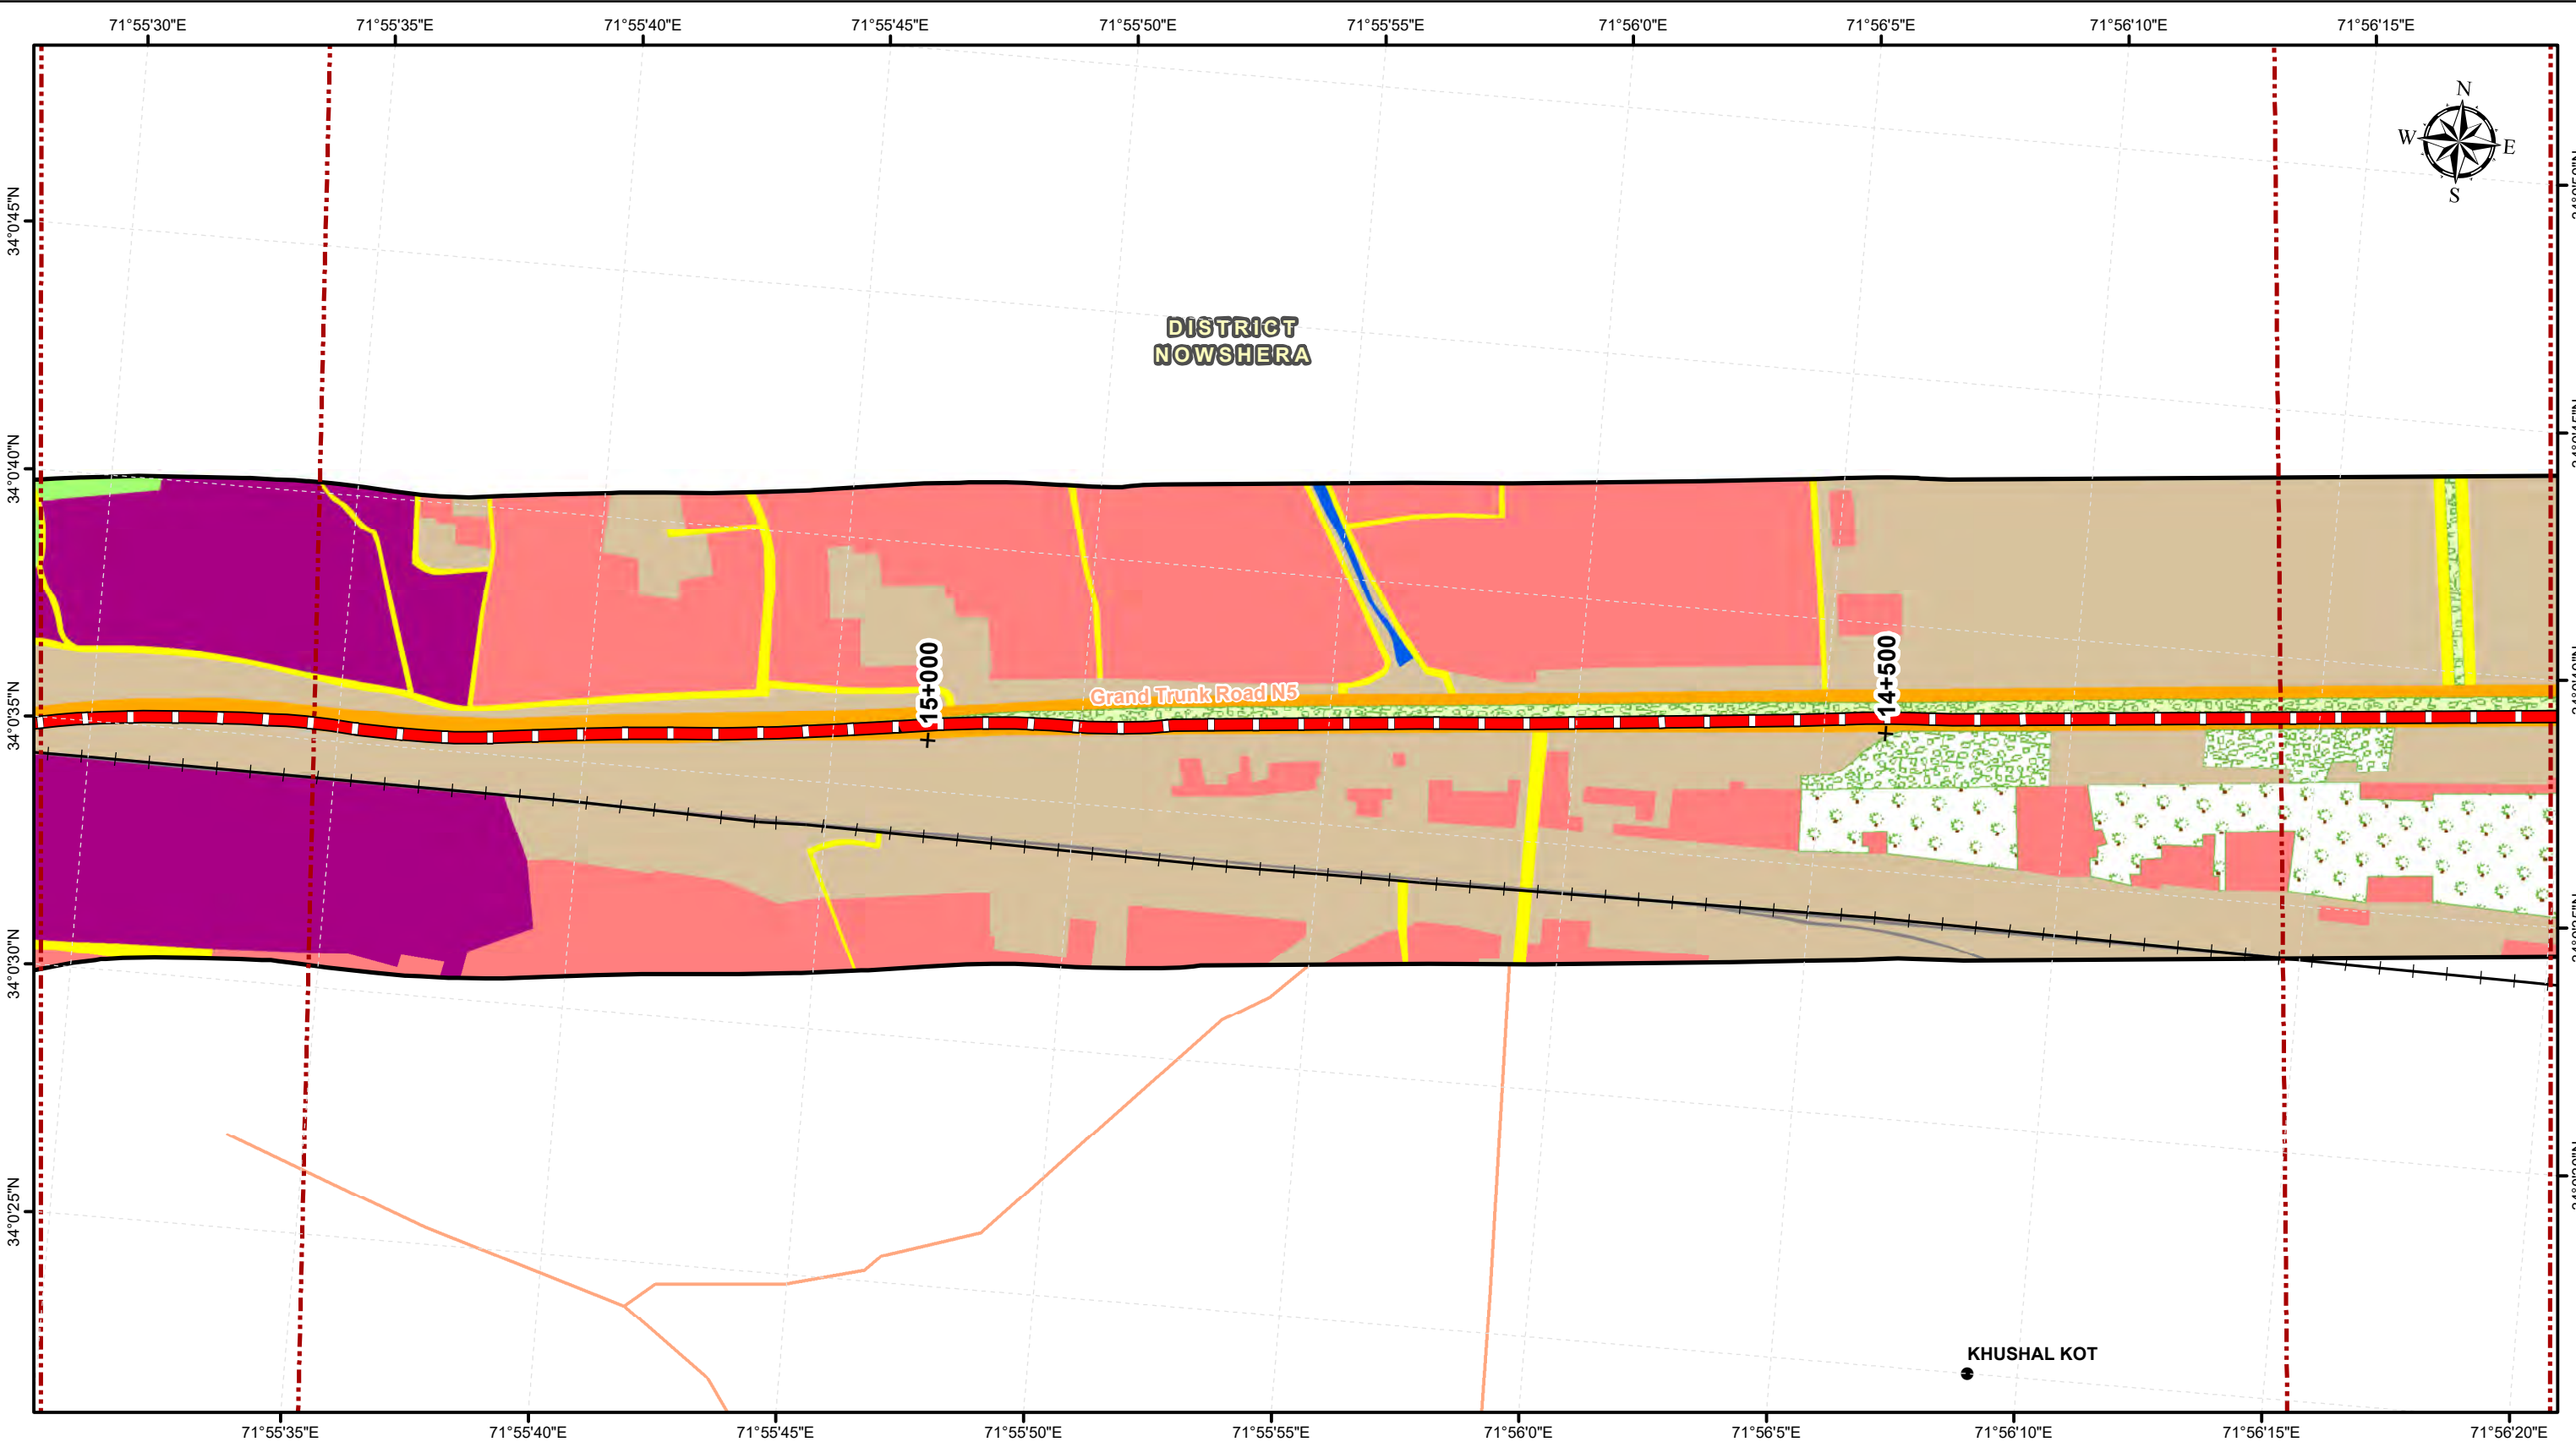 71°55'30"E 71°55'35"E 71°55'40"E 71°55'45"E 71°55'50"E 71°55'55"E 71°56'0"E 71°56'5"E 71°56'10"E 71°56'15"E
N
W E
S
34°0'45"N
DISTRICT
NOWSHERA
34°0'40"N
15+000
14+500
Grand Trunk Road N5
34°0'35"N
34°0'30"N
34°0'25"N
KHUSHAL KOT
71°55'35"E 71°55'40"E 71°55'45"E 71°55'50"E 71°55'55"E 71°56'0"E 71°56'5"E 71°56'10"E 71°56'15"E 71°56'20"E